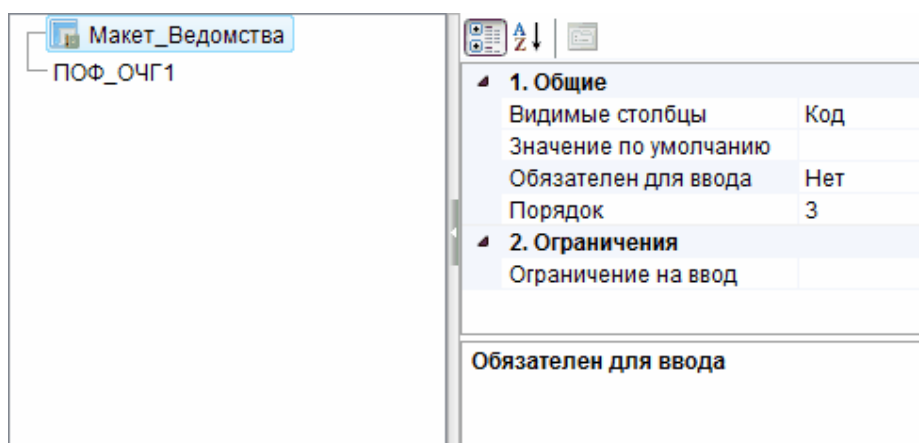 Макет_Ведомства
ПОФ_ОЧГ1
A
Z
1. Общие
Видимые столбцы Код
Значение по умолчанию
Обязателен для ввода Нет
Порядок 3
2. Ограничения
Ограничение на ввод
Обязателен для ввода